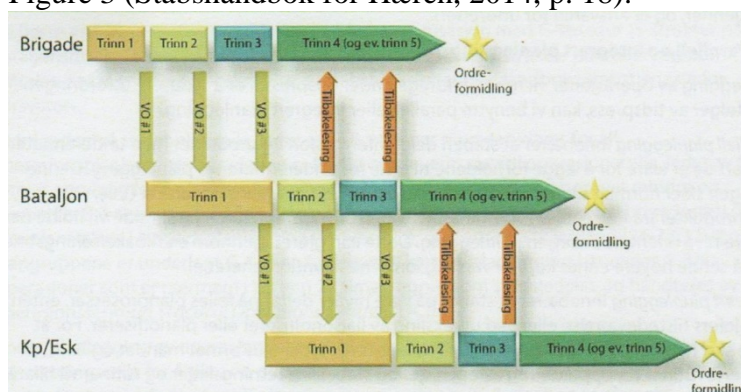 Figure 3 (Stabshåndbok for Hæren, 2014, p. 18).
Brigade
Trinn 1
Trinn 2
Trinn 3
Trinn 4 (og ev. trinn 5)
Ordre-
formidling
VO #1
VO #2
VO #3
Tilbakelesing
Tilbakelesing
Bataljon
Trinn 1
Trinn 2
Trinn 3
Trinn 4 (og ev. trinn 5)
Ordre-
formidling
VO #1
VO #2
VO #3
Tilbakelesing
Tilbakelesing
Kp/Esk
Trinn 1
Trinn 2
Trinn 3
Trinn 4 (og ev. trinn 5)
Ordre-
formidlin